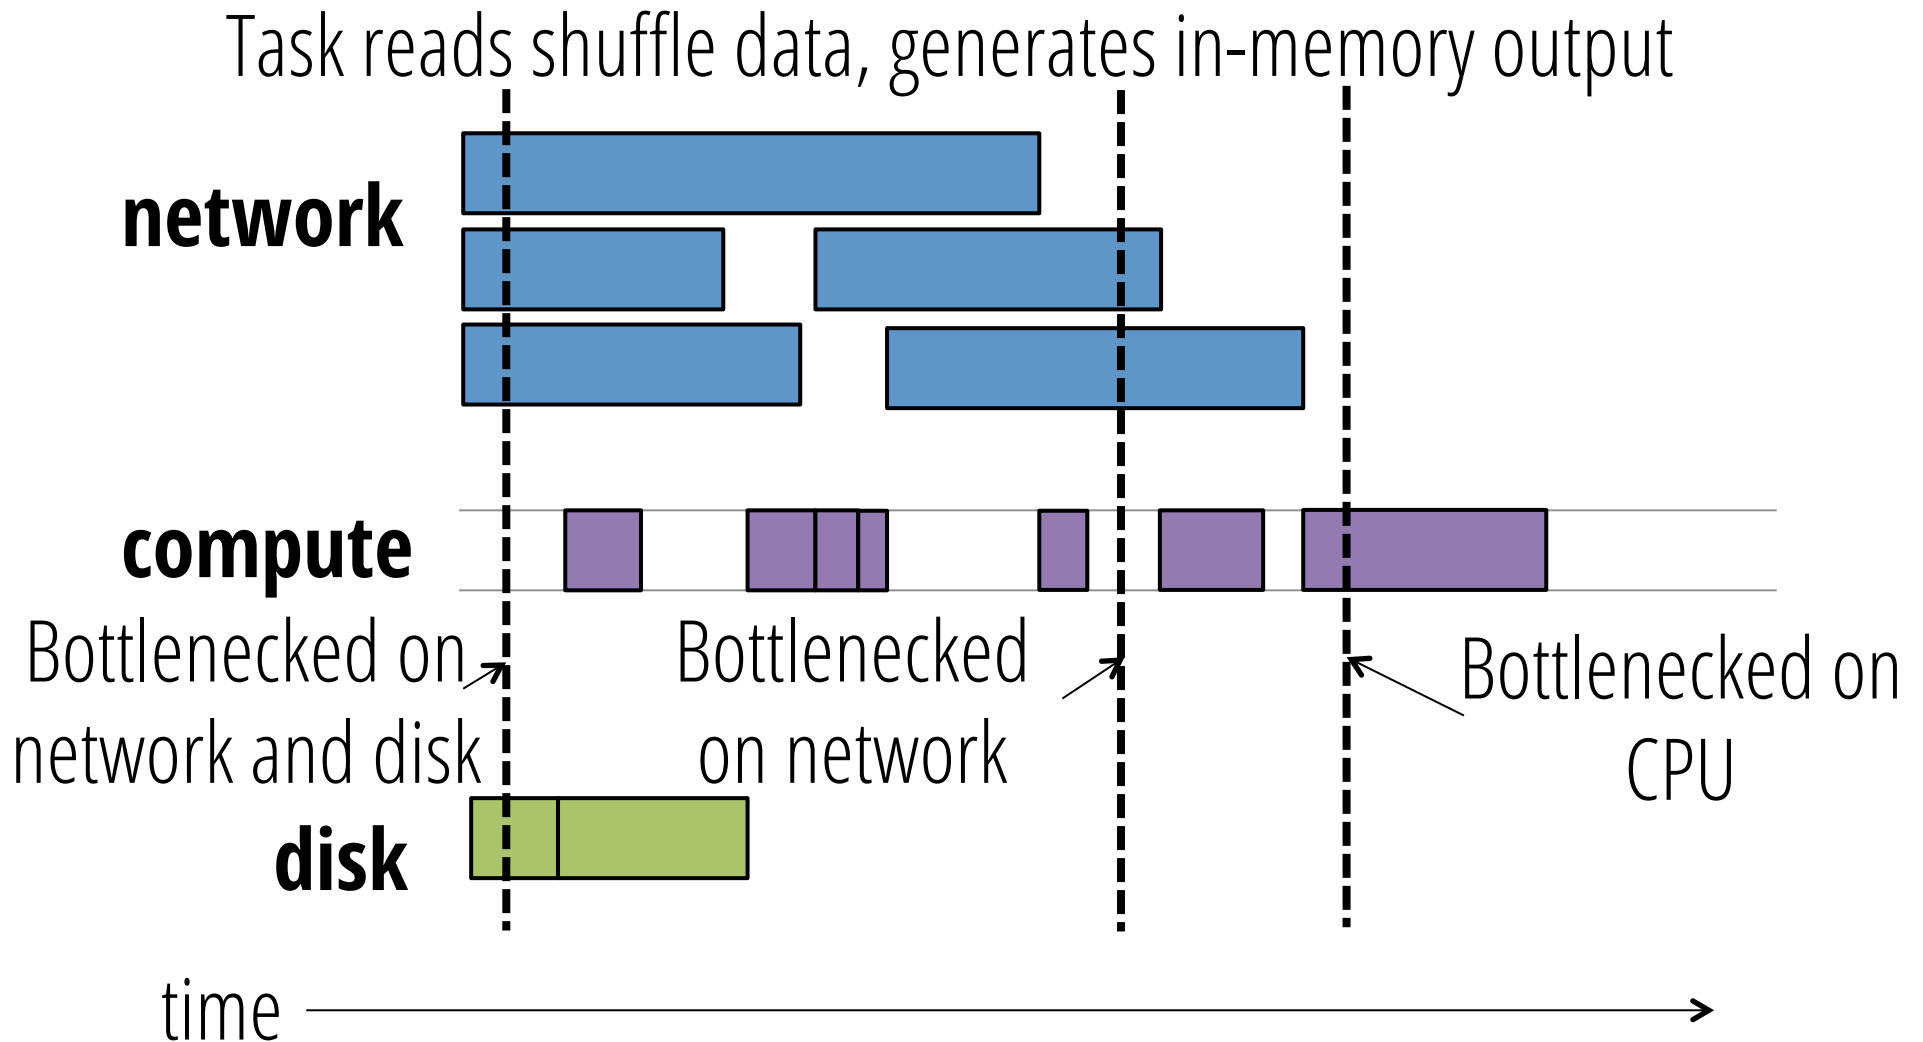 Task reads shuffle data, generates in-memory output
network
compute
Bottlenecked on
network and disk
Bottlenecked
on network
Bottlenecked on
CPU
disk
time